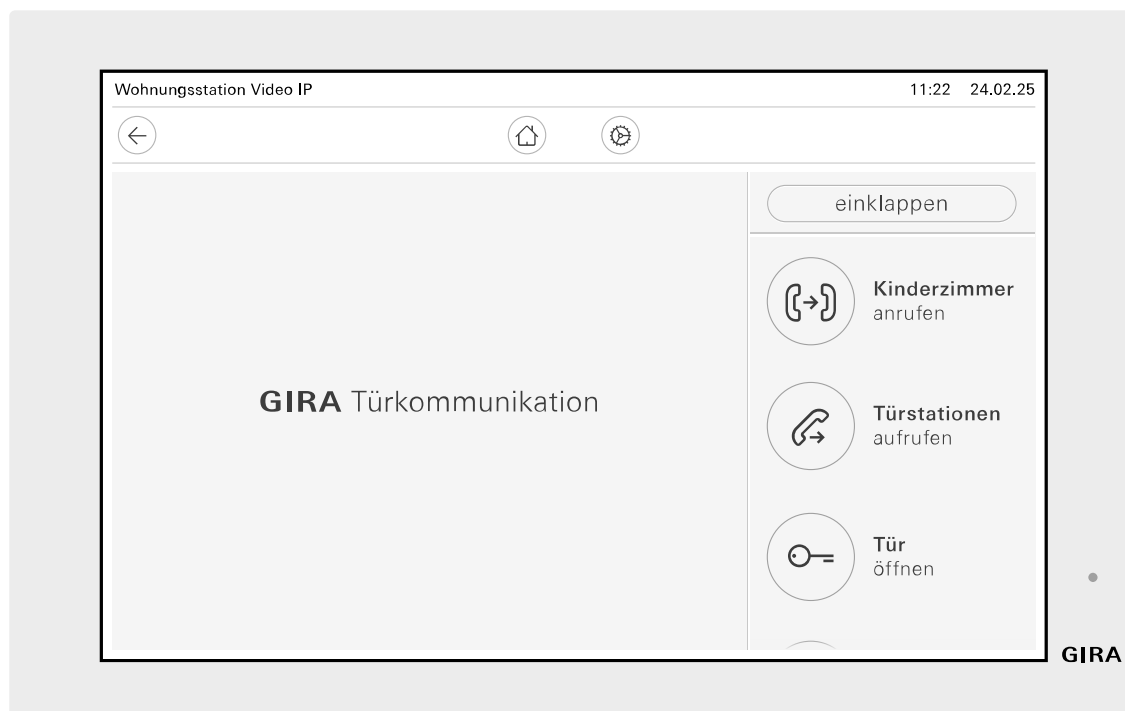 Wohnungsstation Video IP 11:22 24.02.25
einklappen
Kinderzimmer
anrufen
GIRA Türkommunikation
Türstationen
aufrufen
Tür
öffnen
GIRA